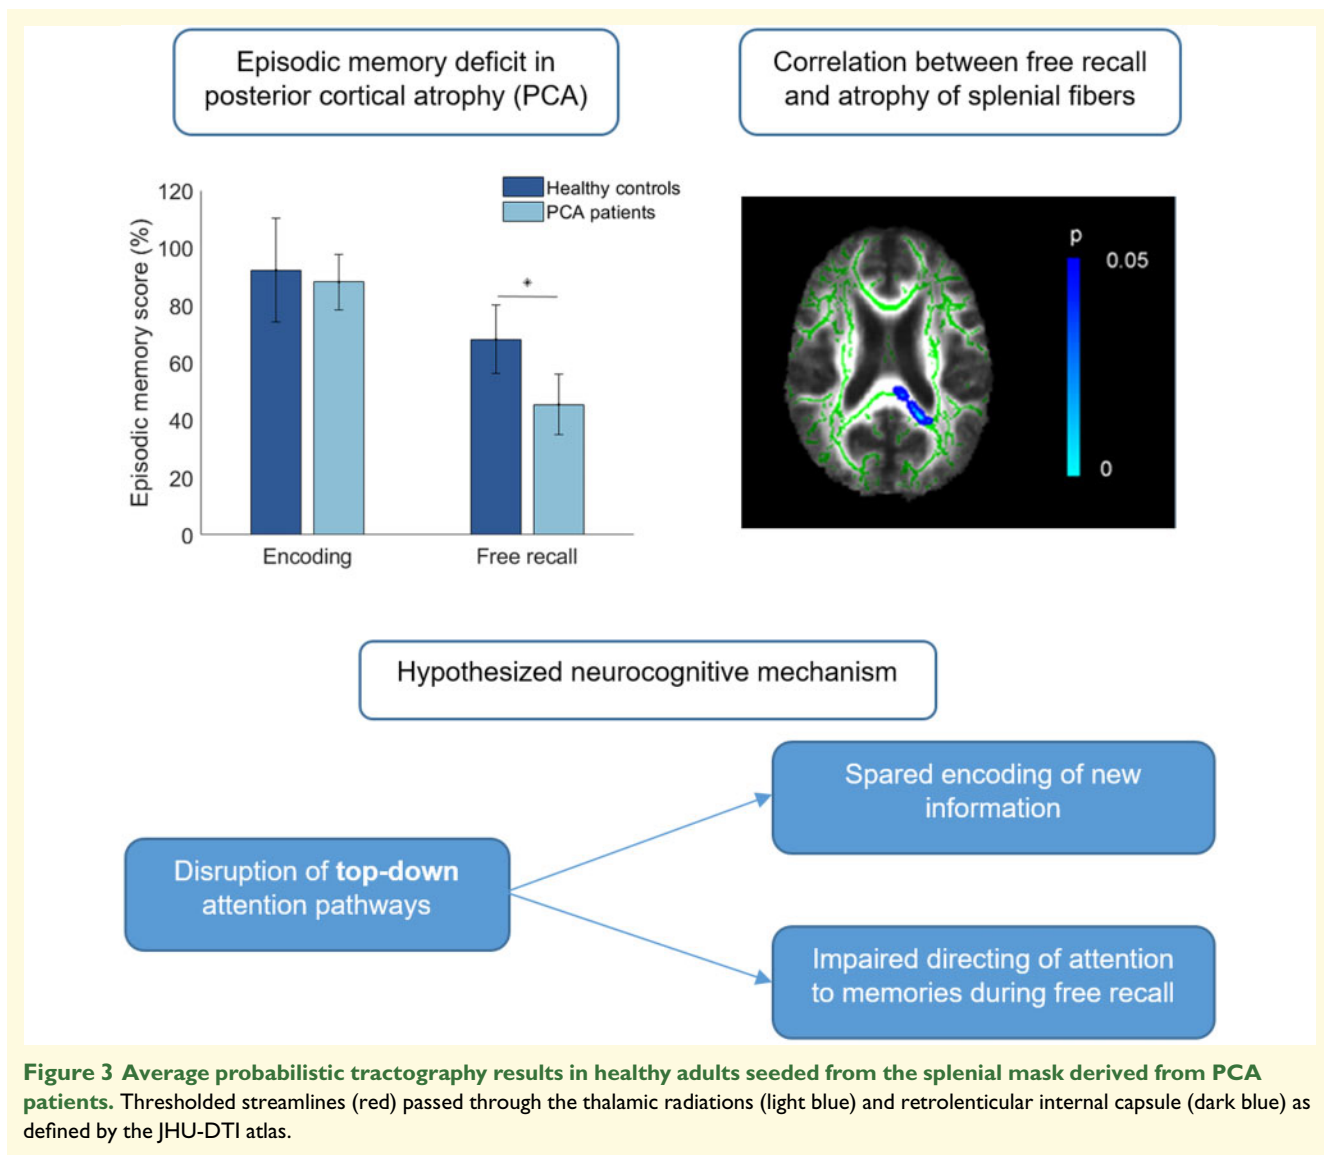 Episodic memory deficit in
posterior cortical atrophy (PCA)
Correlation between free recall
and atrophy of splenial fibers
Healthy controls
PCA patients
Episodic memory score (%)
120
100
80
60
40
20
0
*
Encoding
Free recall
p
0.05
0
Hypothesized neurocognitive mechanism
Disruption of top-down
attention pathways
Spared encoding of new
information
Impaired directing of attention
to memories during free recall
Figure 3 Average probabilistic tractography results in healthy adults seeded from the splenial mask derived from PCA
patients. Thresholded streamlines (red) passed through the thalamic radiations (light blue) and retrolenticular internal capsule (dark blue) as
defined by the JHU-DTI atlas.